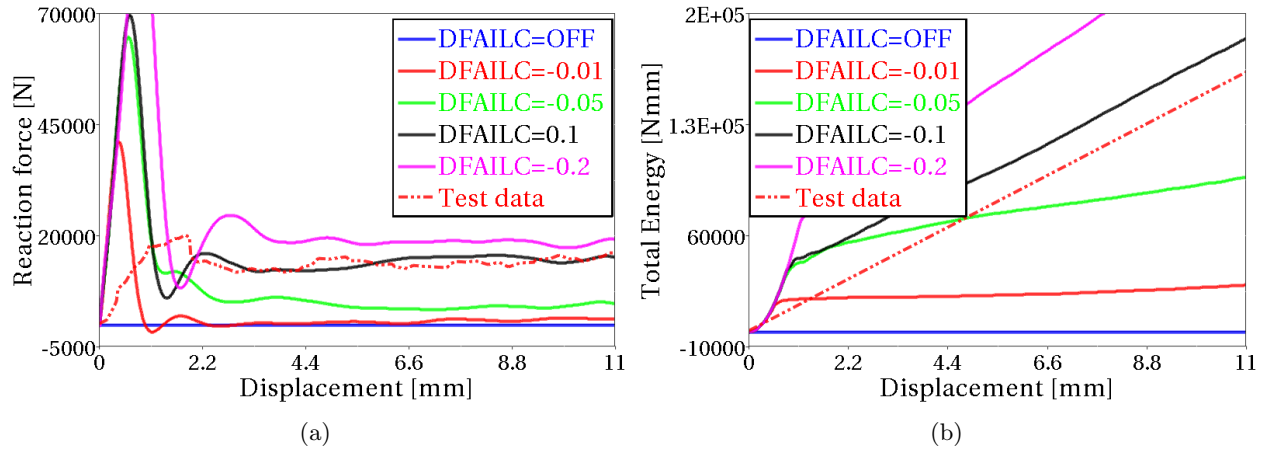 70000
45000
20000
-5000
Reaction force [N]
0
2.2
4.4
6.6
8.8
11
Displacement [mm]
DFAILC=OFF
DFAILC=-0.01
DFAILC=-0.05
DFAILC=0.1
DFAILC=-0.2
Test data
(a)
2E+05
1.3E+05
60000
-10000
Total Energy [Nmm]
0
2.2
4.4
6.6
8.8
11
Displacement [mm]
DFAILC=OFF
DFAILC=-0.01
DFAILC=-0.05
DFAILC=-0.1
DFAILC=-0.2
Test data
(b)